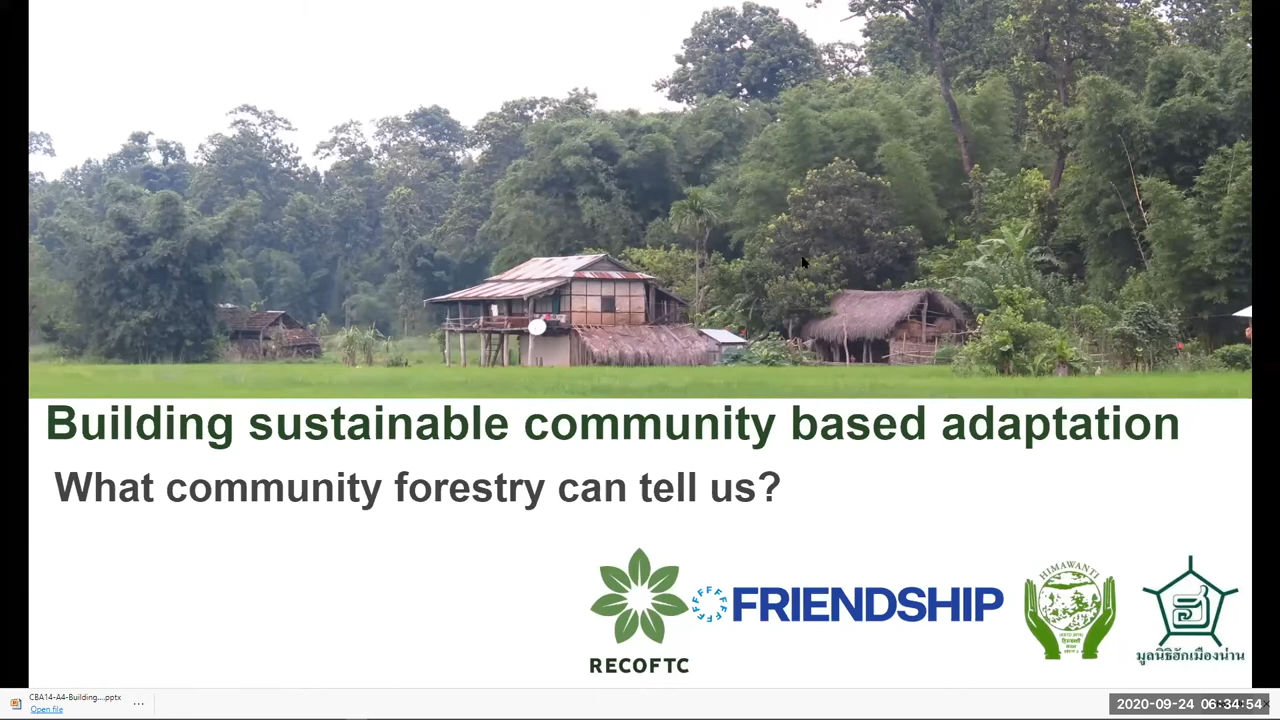 Building sustainable community based adaptation
What community forestry can tell us?
RECOFTC
FRIENDSHIP
HIMAWANTI
มูลนิธิฮักเมืองน่าน
CBA14-A4-Building....pptx
Open file
2020-09-24 06:34:54